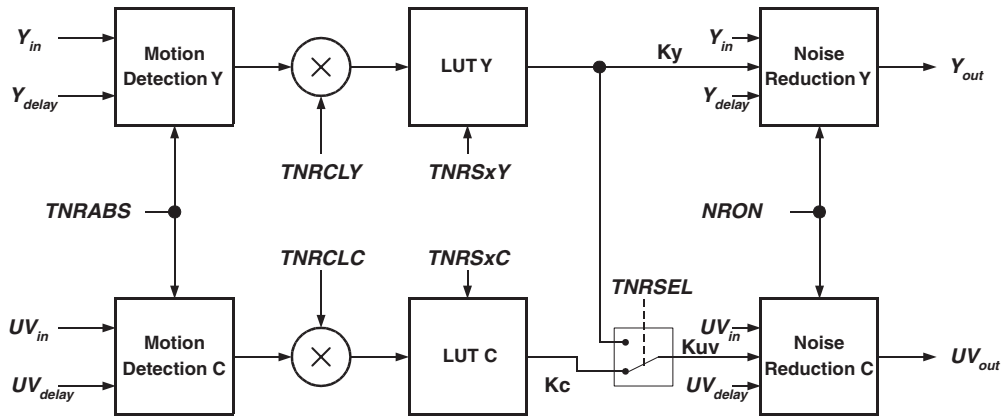 Y_in
Y_delay
Motion
Detection Y
LUT Y
Ky
Y_in
Y_delay
Noise
Reduction Y
Y_out
TNRCLY
TNRSxY
TNRABS
NRON
TNRCLC
TNRSxC
TNRSEL
UV_in
UV_delay
Motion
Detection C
LUT C
Kc
Kuv
UV_in
UV_delay
Noise
Reduction C
UV_out